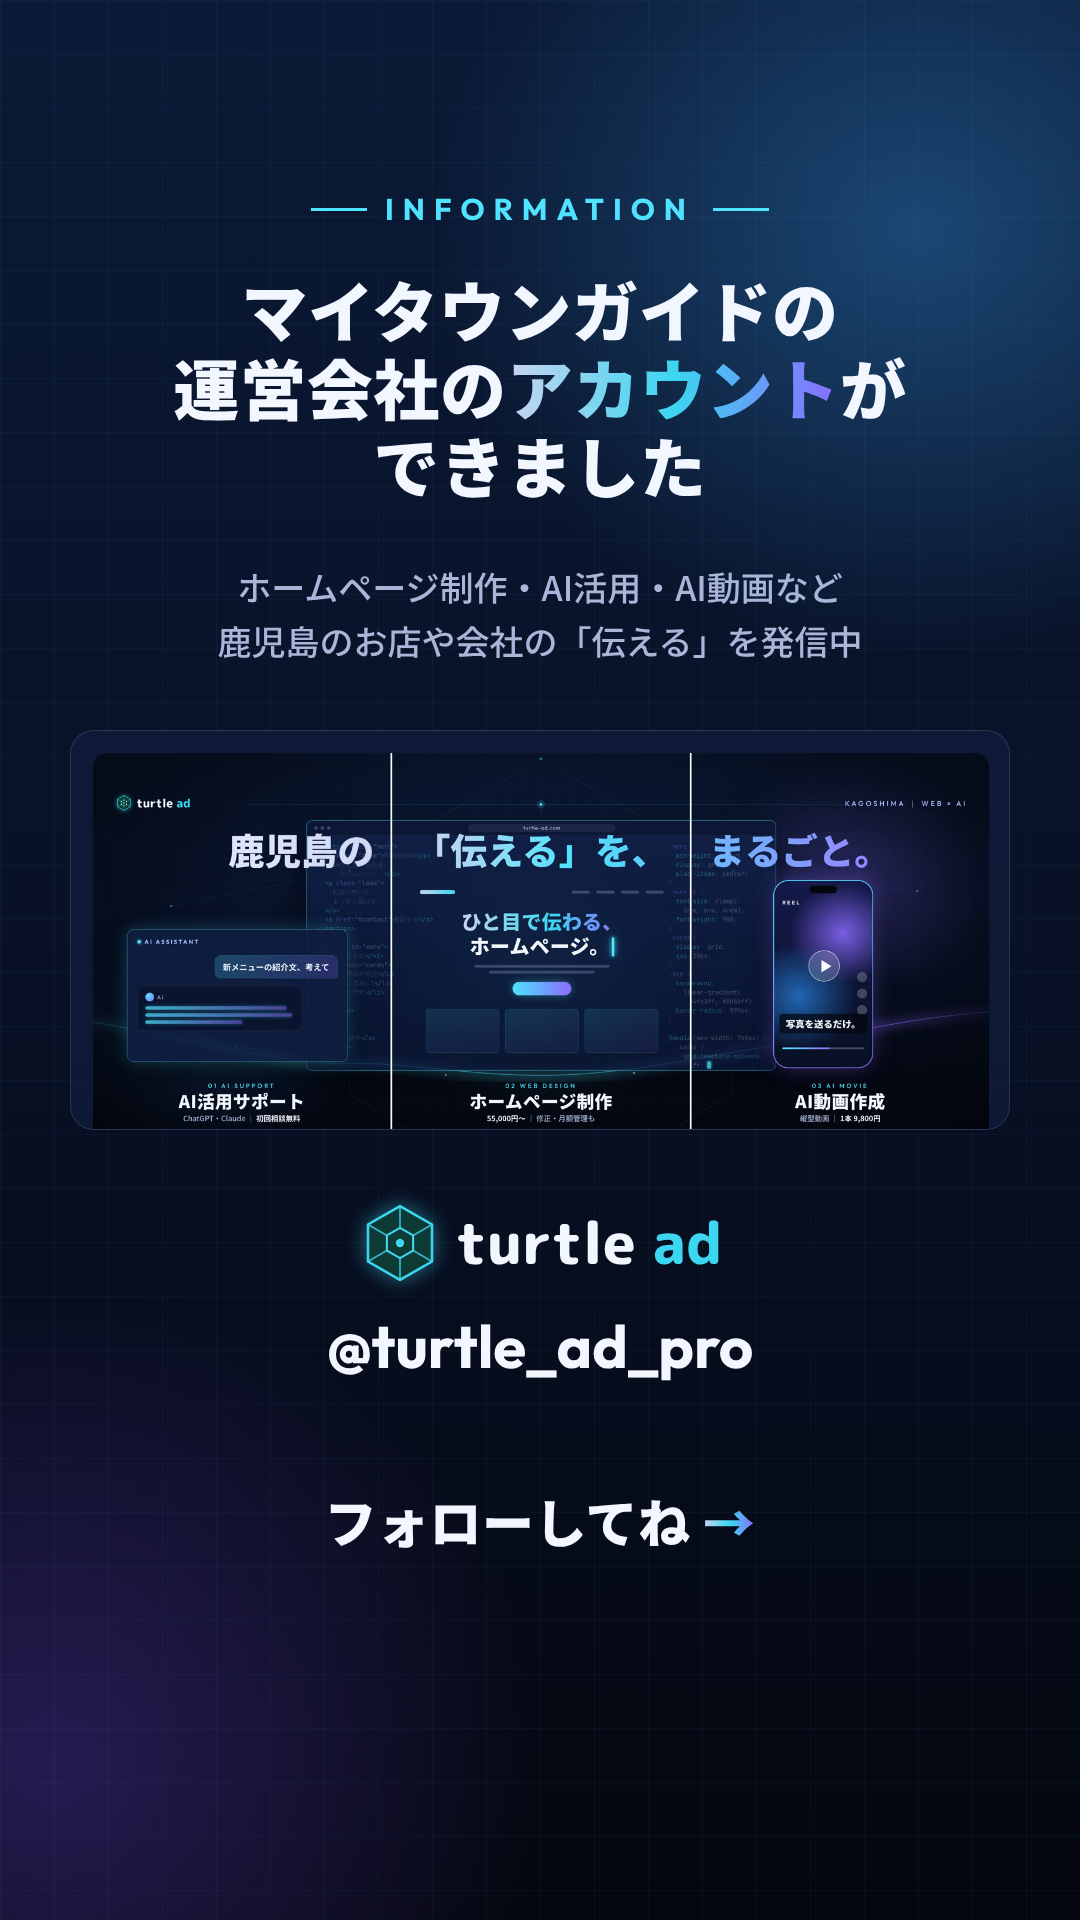 INFORMATION
マイタウンガイドの
運営会社のアカウントが
できました
ホームページ制作・AI活用・AI動画など
鹿児島のお店や会社の「伝える」を発信中
turtle ad
KAGOSHIMA | WEB × AI
turtle-ad.com
鹿児島の「伝える」を、まるごと。
ひと目で伝わる、
ホームページ。
AI ASSISTANT
新メニューの紹介文、考えて
AI
REEL
写真を送るだけ。
01 AI SUPPORT
AI活用サポート
ChatGPT・Claude | 初回相談無料
02 WEB DESIGN
ホームページ制作
55,000円〜 | 修正・月額管理も
03 AI MOVIE
AI動画作成
縦型動画 | 1本 9,800円
turtle ad
@turtle_ad_pro
フォローしてね →